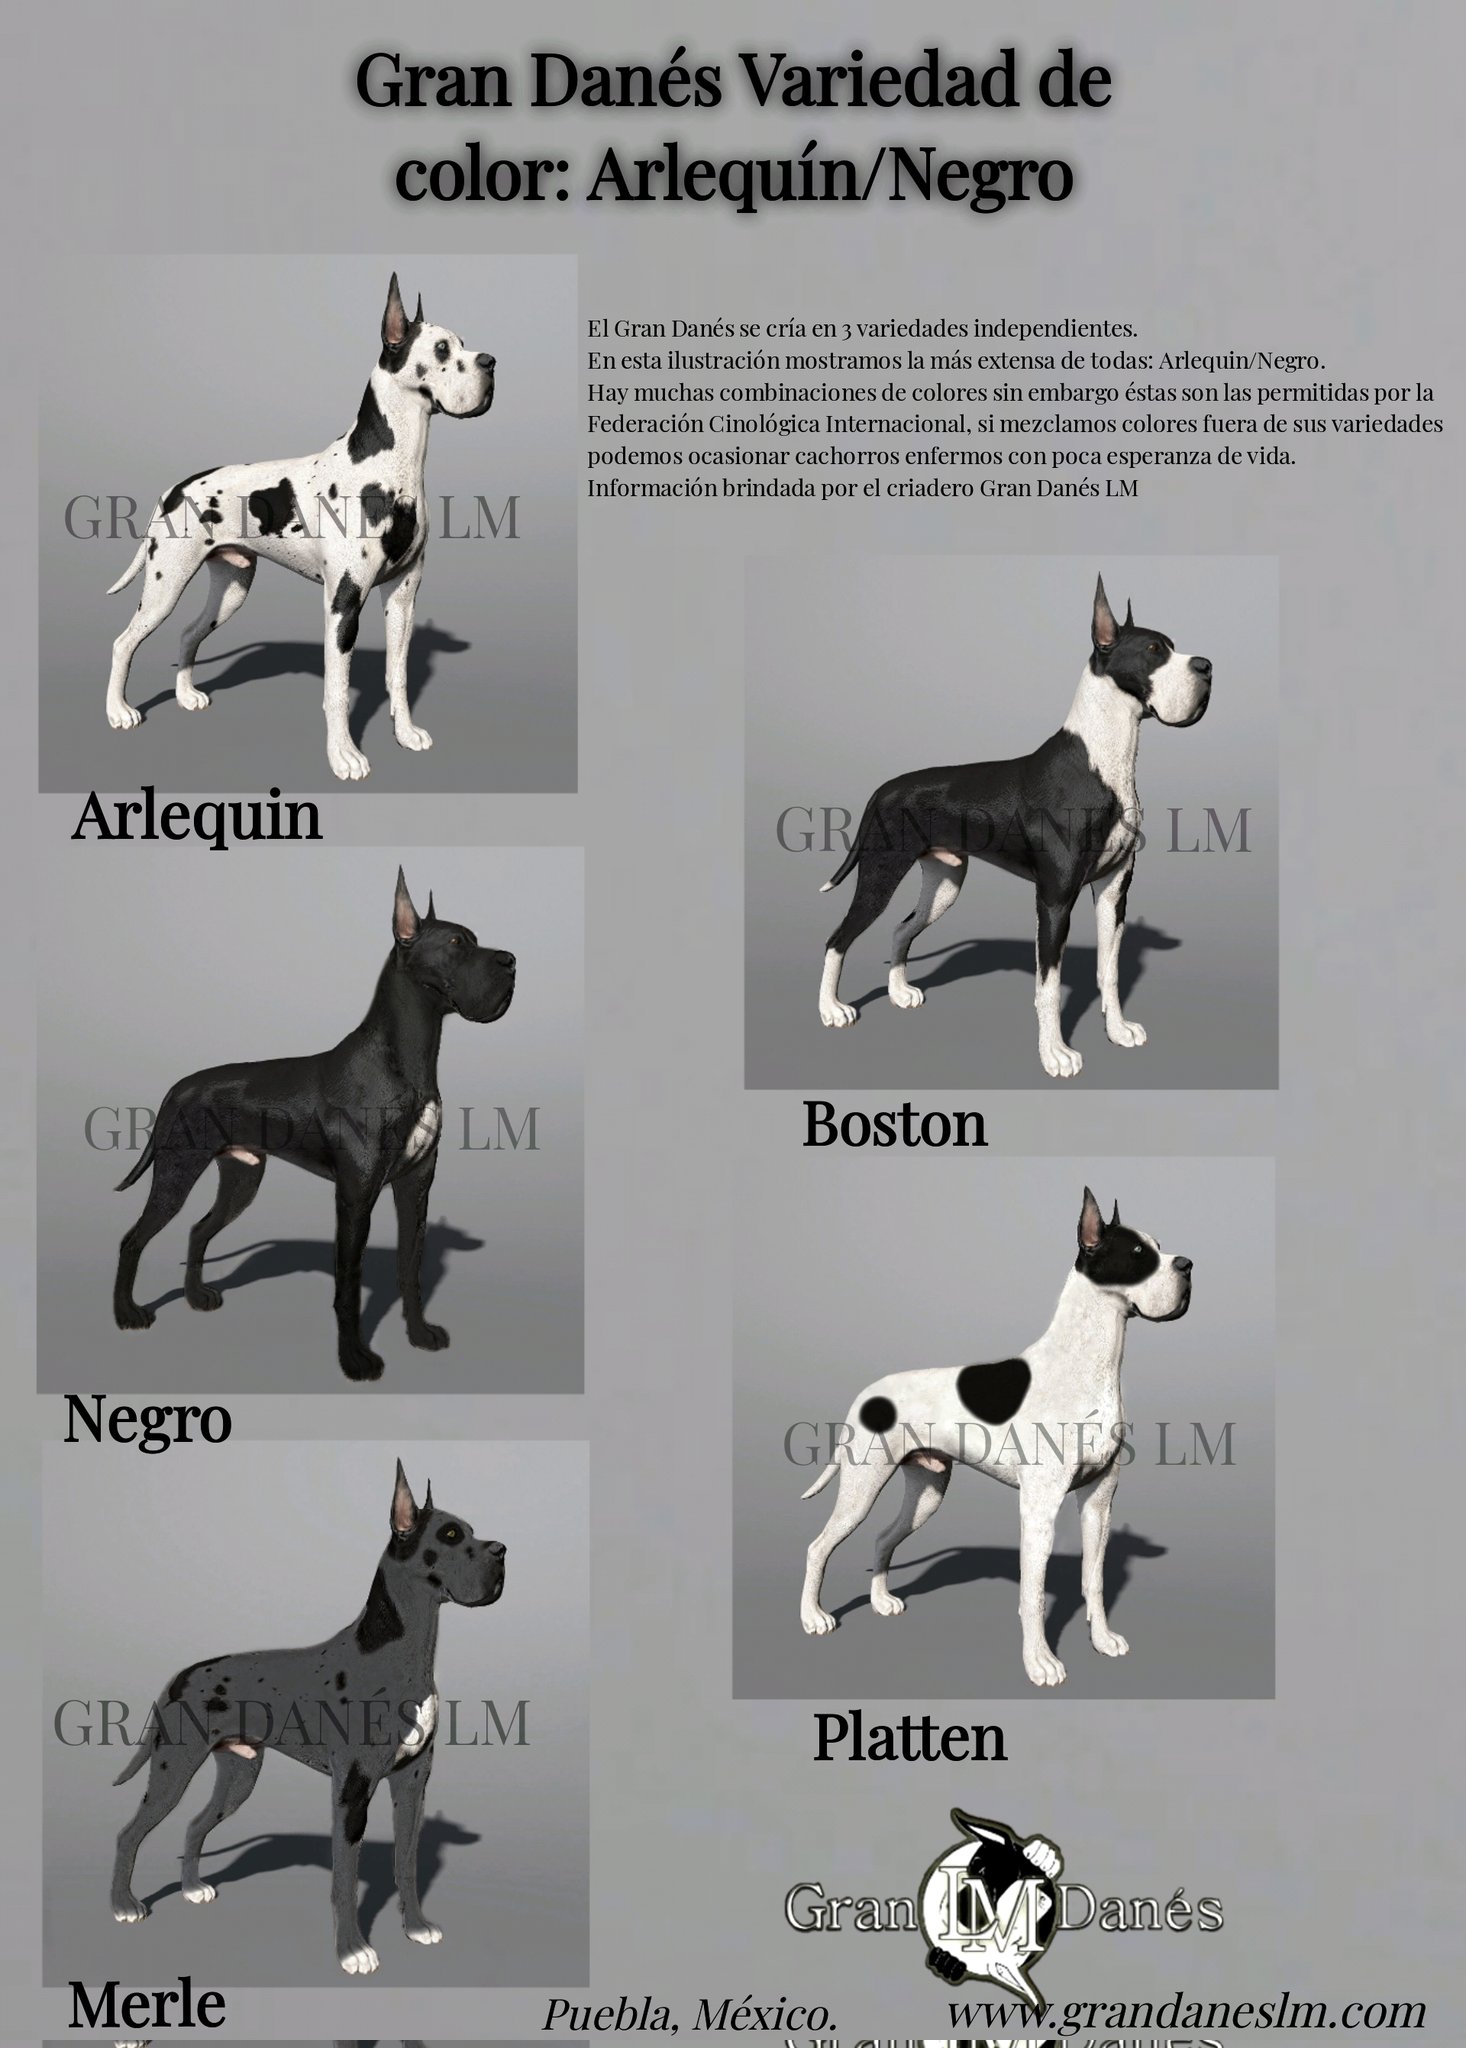 Gran Danés Variedad de
color: Arlequín/Negro
El Gran Danés se cría en 3 variedades independientes.
En esta ilustración mostramos la más extensa de todas: Arlequin/Negro.
Hay muchas combinaciones de colores sin embargo éstas son las permitidas por la
Federación Cinológica Internacional, si mezclamos colores fuera de sus variedades
podemos ocasionar cachorros enfermos con poca esperanza de vida.
Información brindada por el criadero Gran Danés LM
GRAN DANÉS LM
Arlequin
GRAN DANÉS LM
Boston
GRAN DANÉS LM
Negro
GRAN DANÉS LM
Platten
GRAN DANÉS LM
Merle
Gran LM Danés
Puebla, México.
www.grandaneslm.com
Gran Danés